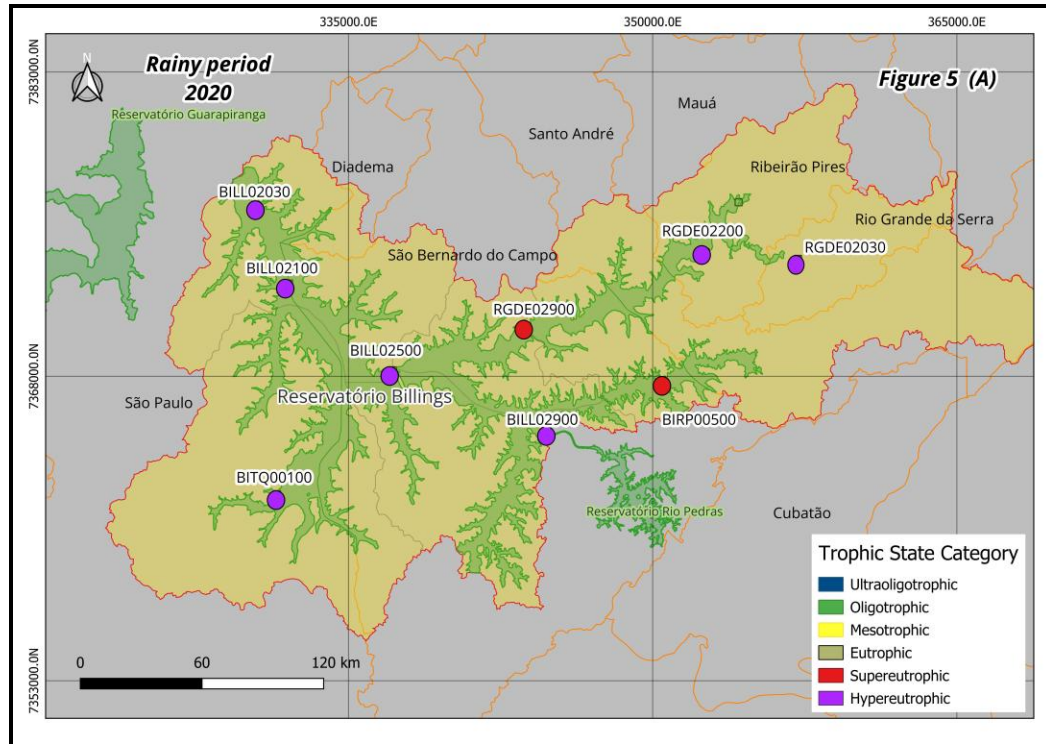 335000.0E
350000.0E
365000.0E
7383000.0N
7368000.0N
7353000.0N
N
Rainy period
2020
Figure 5 (A)
Reservatório Guarapiranga
Mauá
Santo André
Diadema
Ribeirão Pires
BILL02030
Rio Grande da Serra
RGDE02200
RGDE02030
São Bernardo do Campo
BILL02100
RGDE02900
BILL02500
Reservatório Billings
São Paulo
BILL02900
BIRP00500
BITQ00100
Reservatório Rio Pedras
Cubatão
Trophic State Category
Ultraoligotrophic
Oligotrophic
Mesotrophic
Eutrophic
Supereutrophic
Hypereutrophic
0 60 120 km